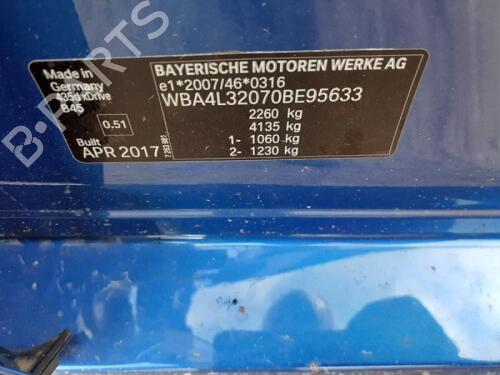 Made in
Germany
435d xDrive
B45
0.51
Built
APR 2017
BAYERISCHE MOTOREN WERKE AG
e1*2007/46*0316
WBA4L32070BE95633
2260 kg
4135 kg
1- 1060 kg
2- 1230 kg
B-PARTS